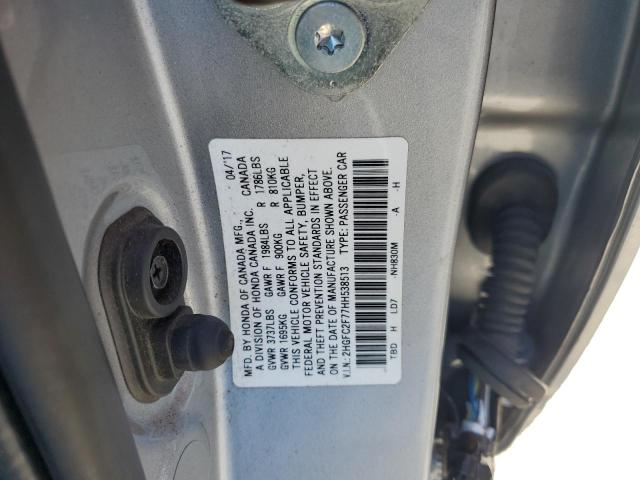 MFD. BY HONDA OF CANADA MFG., 04/'17
A DIVISION OF HONDA CANADA INC. CANADA
GVWR 3737LBS GAWR F 1984LBS R 1786LBS
GVWR 1695KG GAWR F 900KG R 810KG
THIS VEHICLE CONFORMS TO ALL APPLICABLE
FEDERAL MOTOR VEHICLE SAFETY, BUMPER,
AND THEFT PREVENTION STANDARDS IN EFFECT
ON THE DATE OF MANUFACTURE SHOWN ABOVE.
V.I.N.: 2HGFC2F77HH538513 TYPE: PASSENGER CAR
TBD H LD7 NH830M -A -H